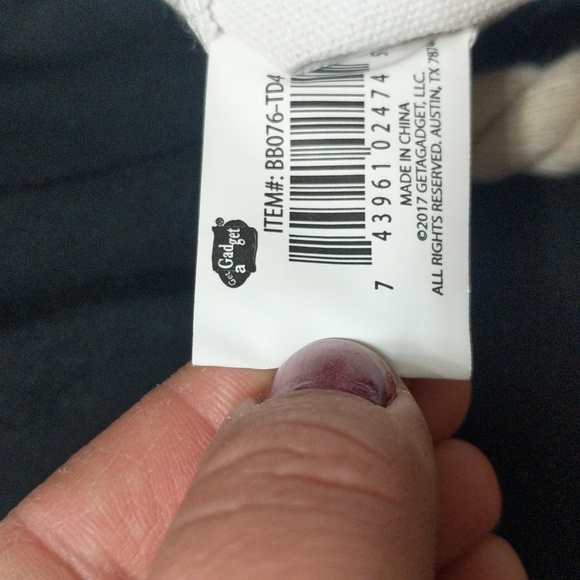 Get
a
Gadget
®
ITEM#: BB076-TD4
7 43961 02474
MADE IN CHINA
©2017 GETAGADGET, LLC.
ALL RIGHTS RESERVED. AUSTIN, TX